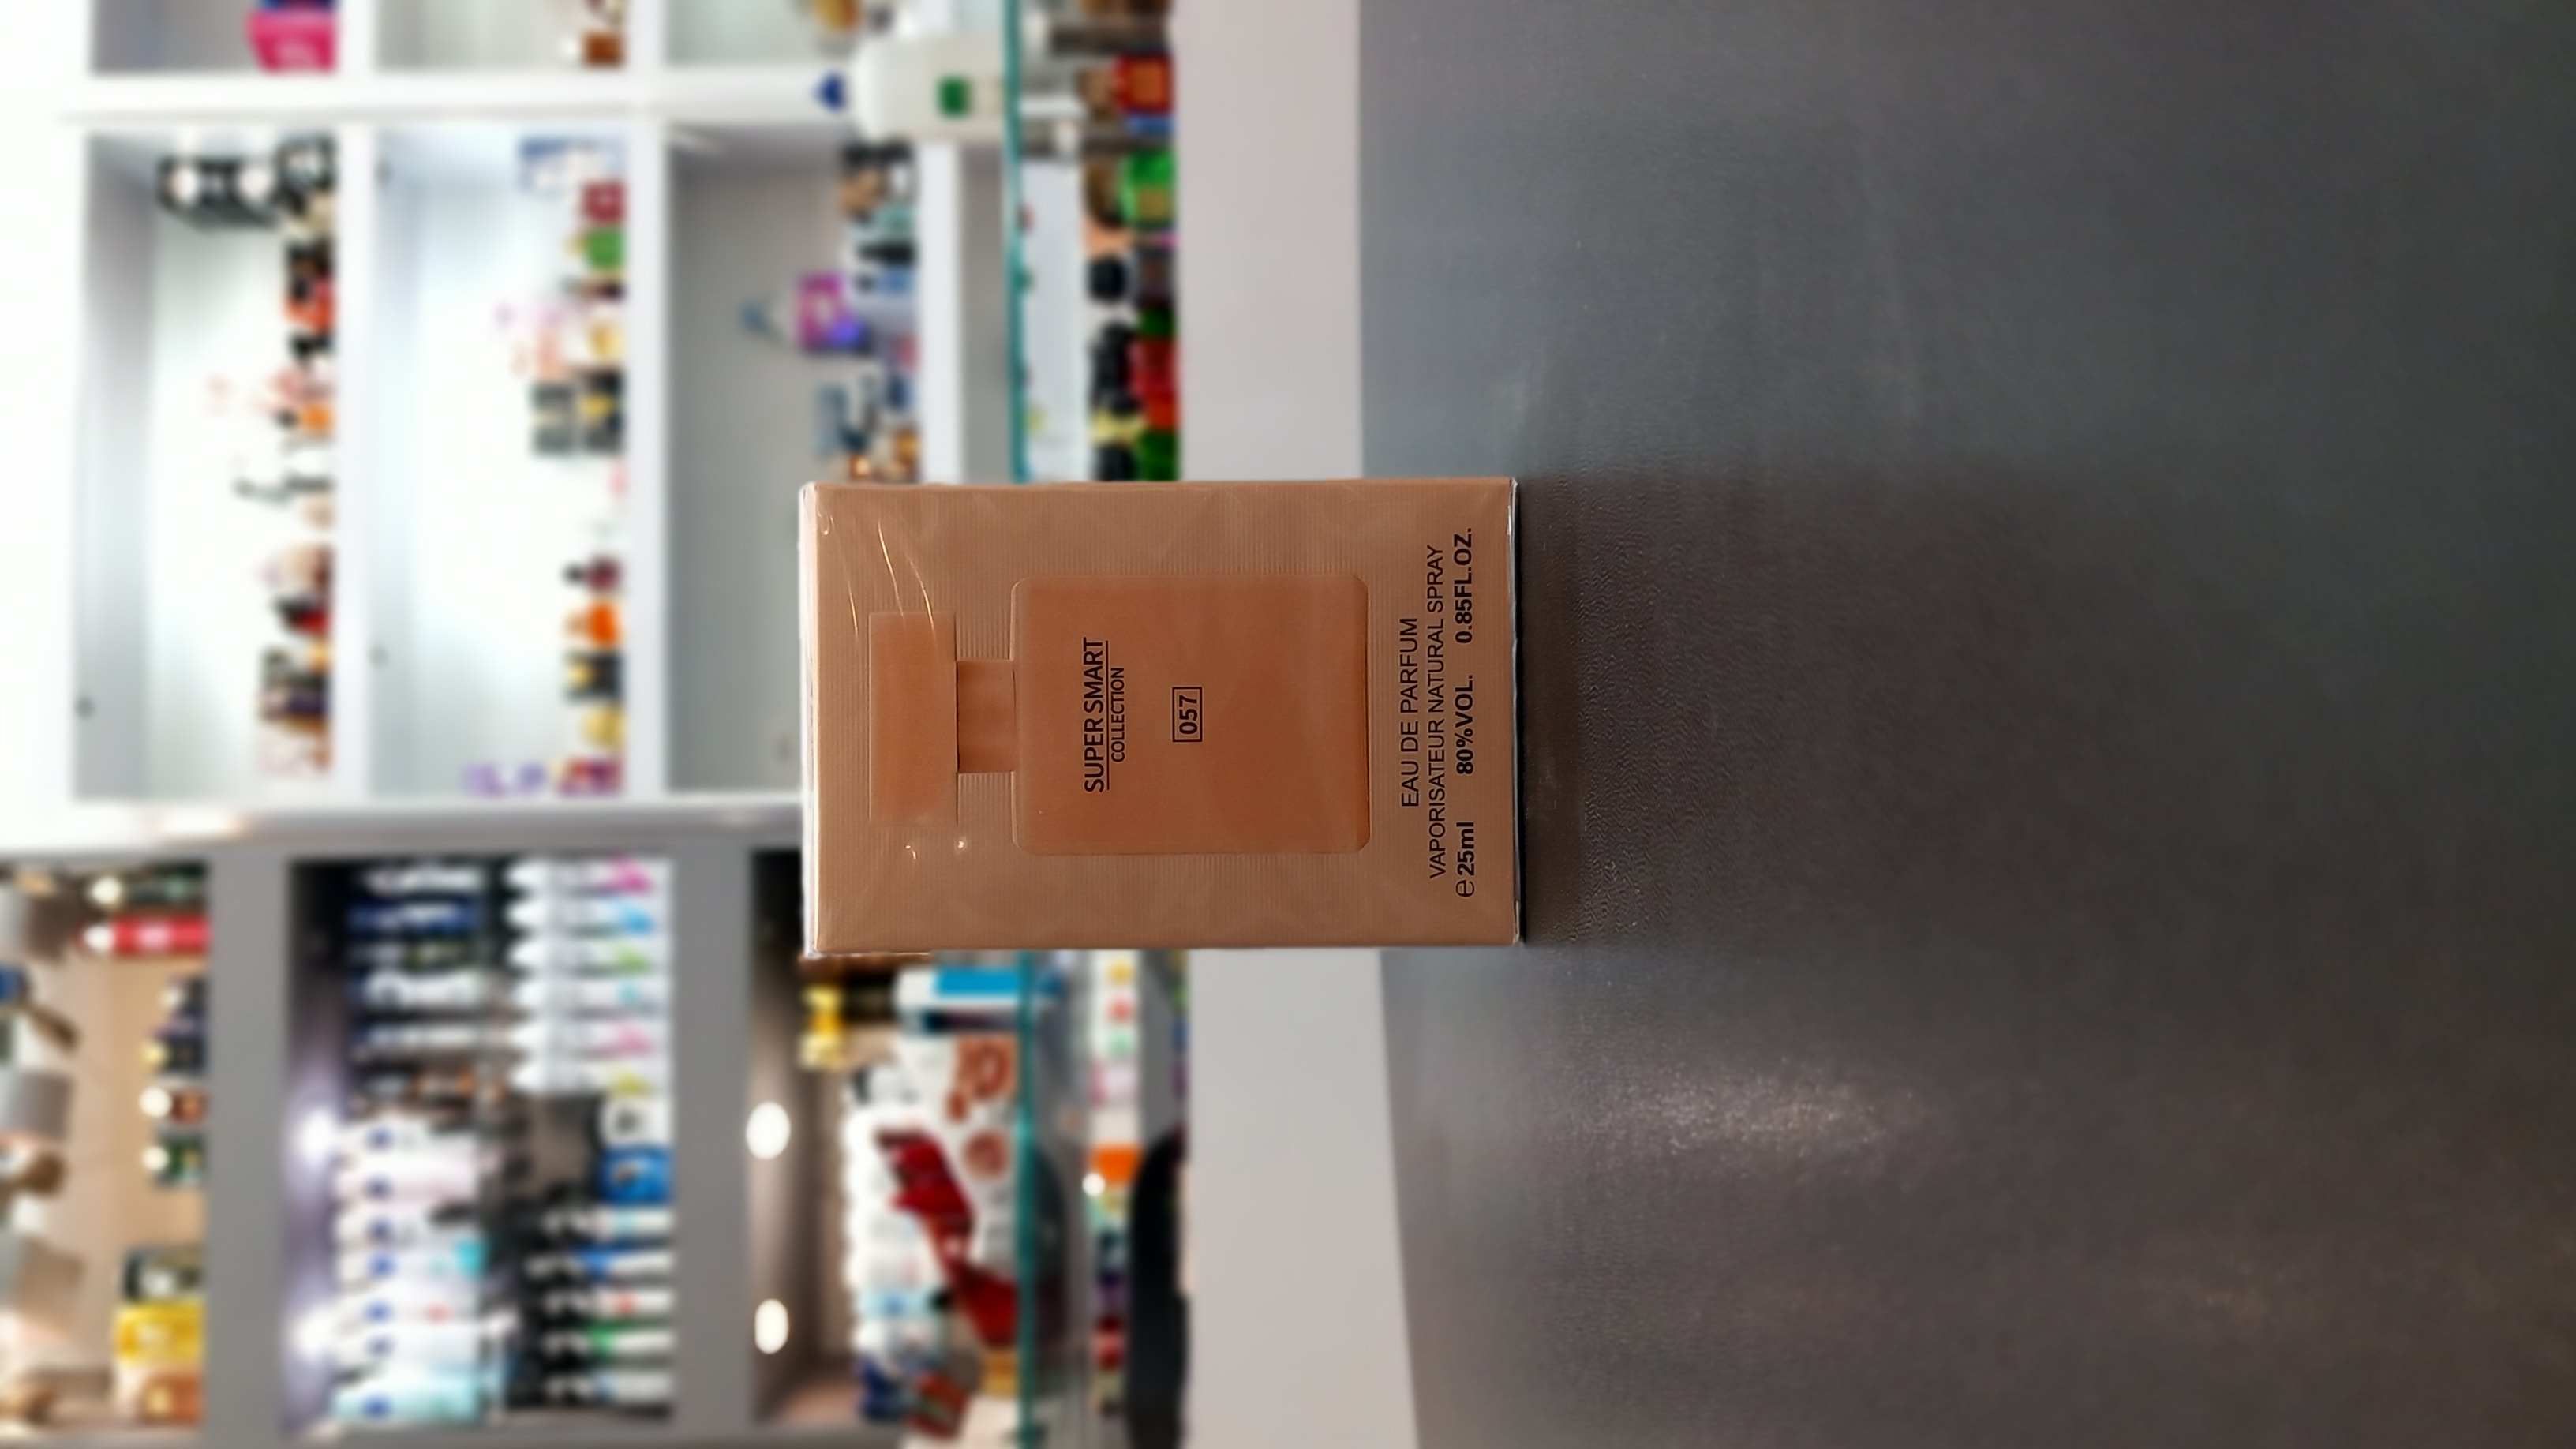 SUPER SMART
COLLECTION
057
EAU DE PARFUM
VAPORISATEUR NATURAL SPRAY
℮ 25ml 80%VOL. 0.85FL.OZ.